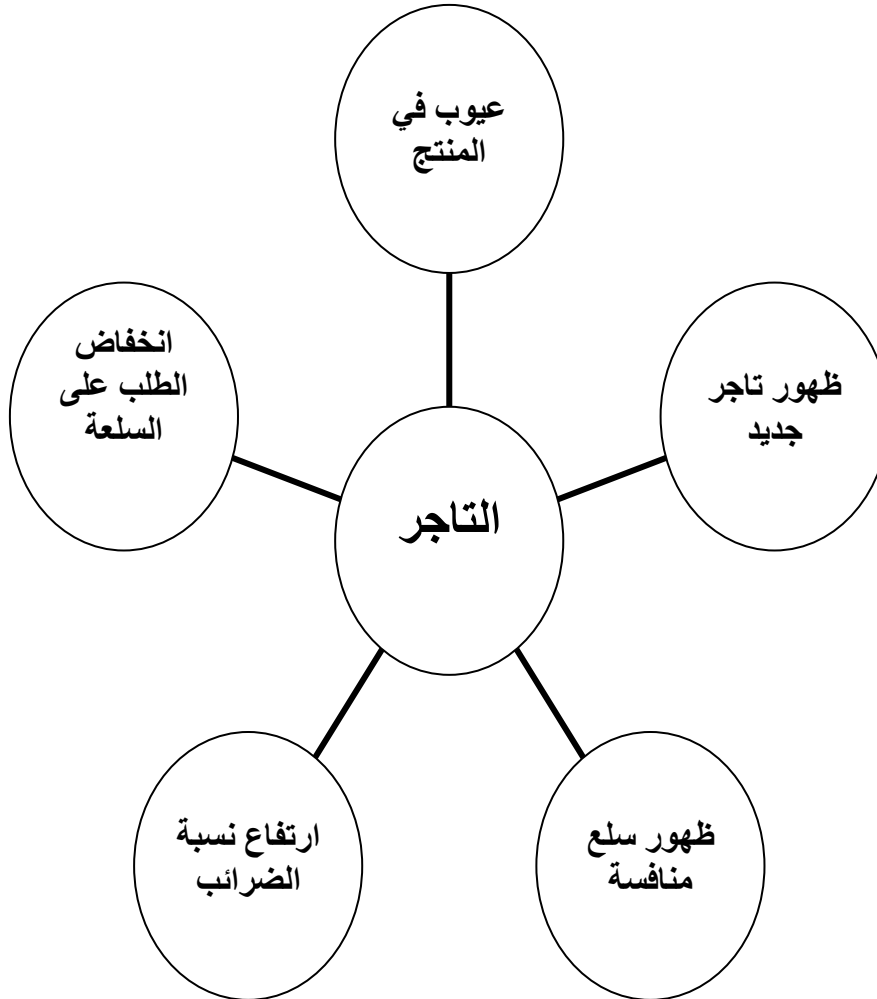 عيوب في
المنتج
ظهور تاجر
جديد
انخفاض
الطلب على
السلعة
التاجر
ظهور سلع
منافسة
ارتفاع نسبة
الضرائب